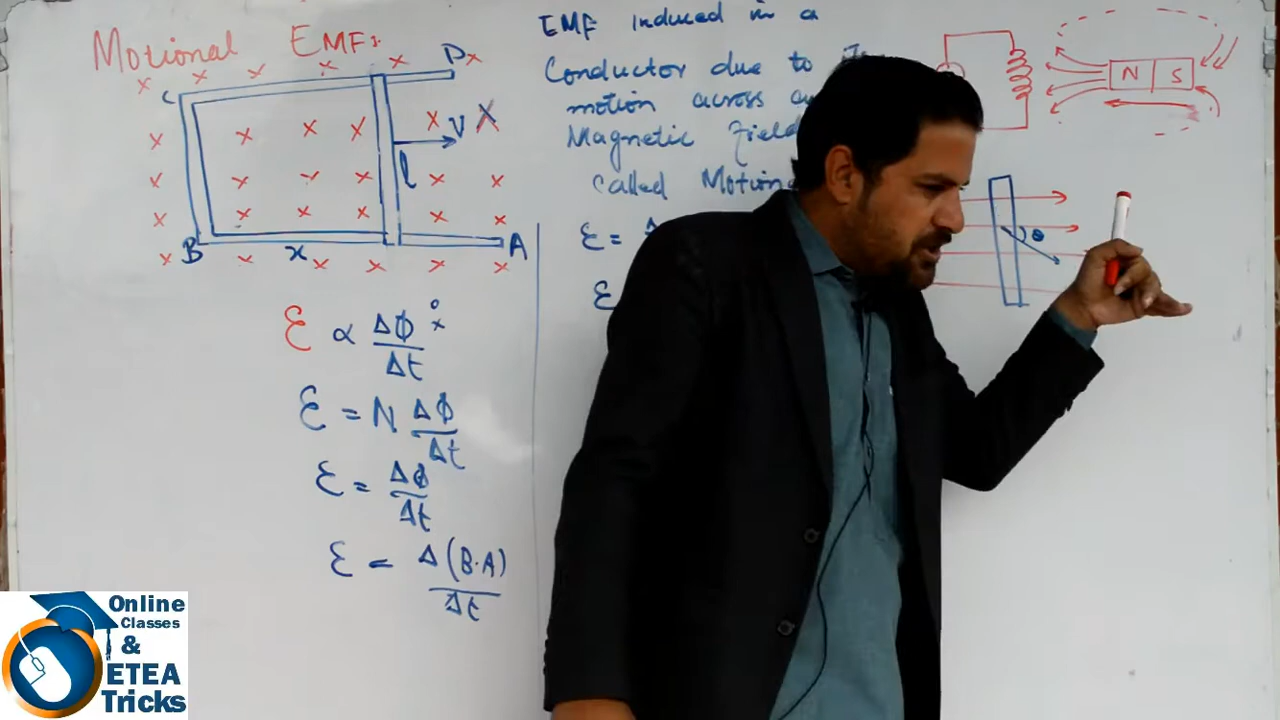 Motional EMF:
C
D
V
l
B
x
A
ε ∝ Δϕ/Δt
ε = N Δϕ/Δt
ε = Δϕ/Δt
ε = Δ(B·A)/Δt
EMF induced in a
Conductor due to
motion across
Magnetic field
called
ε =
ε
N S
θ
Online
Classes
&
ETEA
Tricks